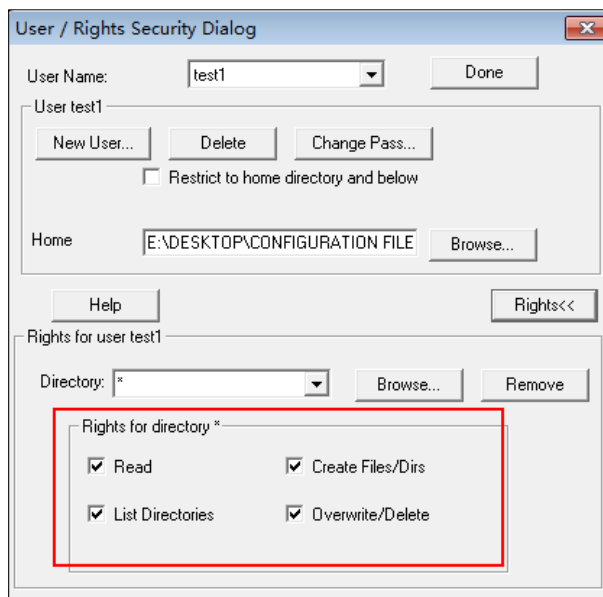 User / Rights Security Dialog
User Name: test1 Done
User test1
New User... Delete Change Pass...
Restrict to home directory and below
Home E:\DESKTOP\CONFIGURATION FILE Browse...
Help Rights<<
Rights for user test1
Directory: * Browse... Remove
Rights for directory *
Read Create Files/Dirs
List Directories Overwrite/Delete